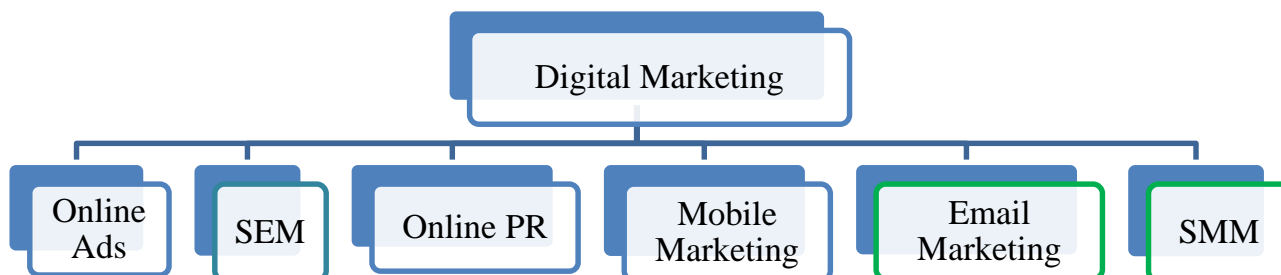 Digital Marketing
Online
Ads
SEM
Online PR
Mobile
Marketing
Email
Marketing
SMM